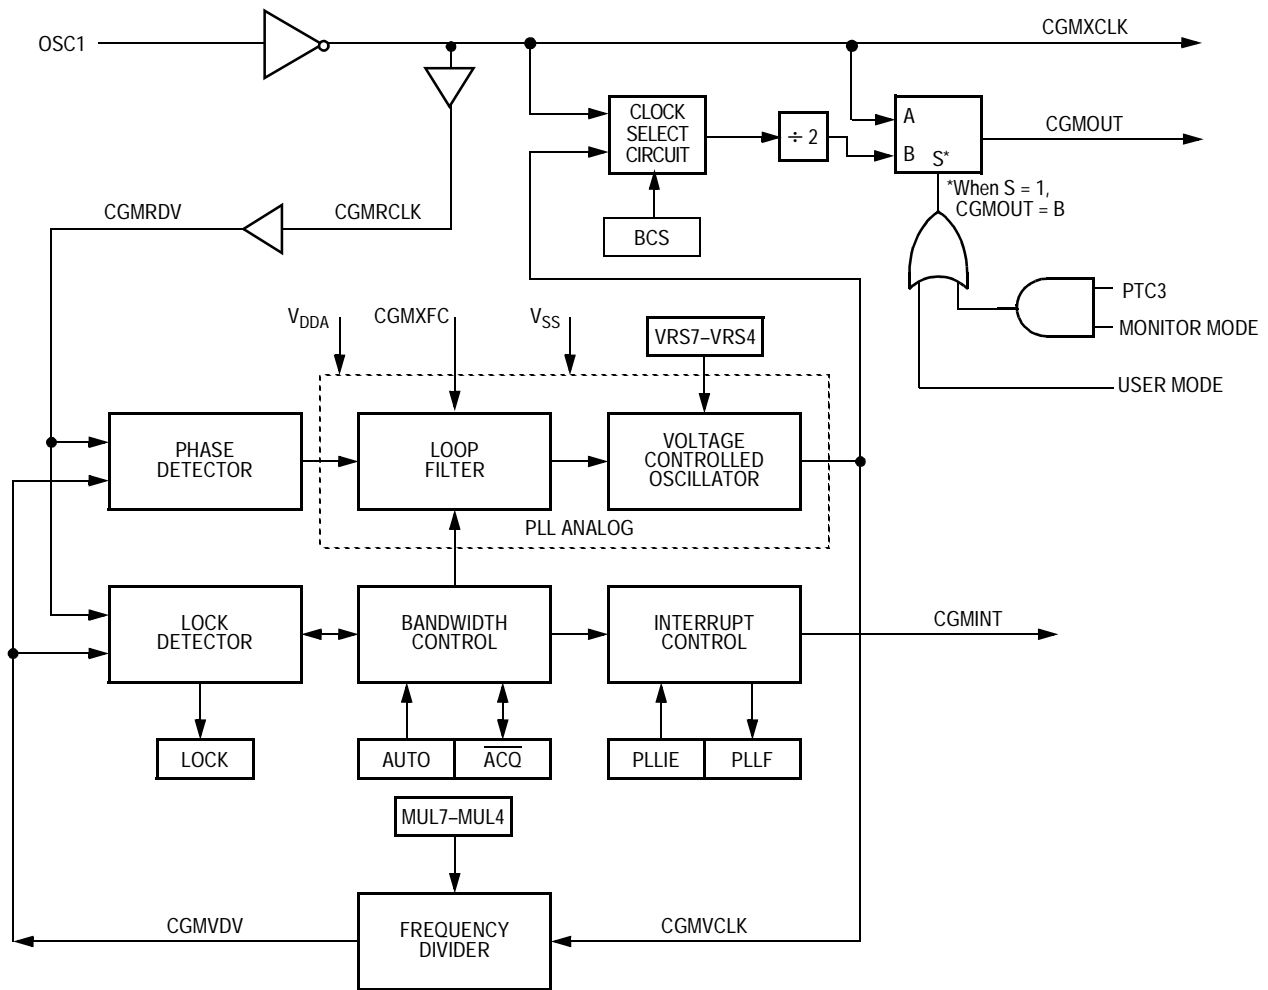 OSC1
CGMXCLK
CLOCK
SELECT
CIRCUIT
÷ 2
A
B
S*
CGMOUT
*When S = 1,
CGMOUT = B
CGMRDV
CGMRCLK
BCS
PTC3
MONITOR MODE
USER MODE
VDDA
CGMXFC
VSS
VRS7–VRS4
PHASE
DETECTOR
LOOP
FILTER
VOLTAGE
CONTROLLED
OSCILLATOR
PLL ANALOG
LOCK
DETECTOR
BANDWIDTH
CONTROL
INTERRUPT
CONTROL
CGMINT
LOCK
AUTO
ACQ
PLLIE
PLLF
MUL7–MUL4
CGMVDV
FREQUENCY
DIVIDER
CGMVCLK